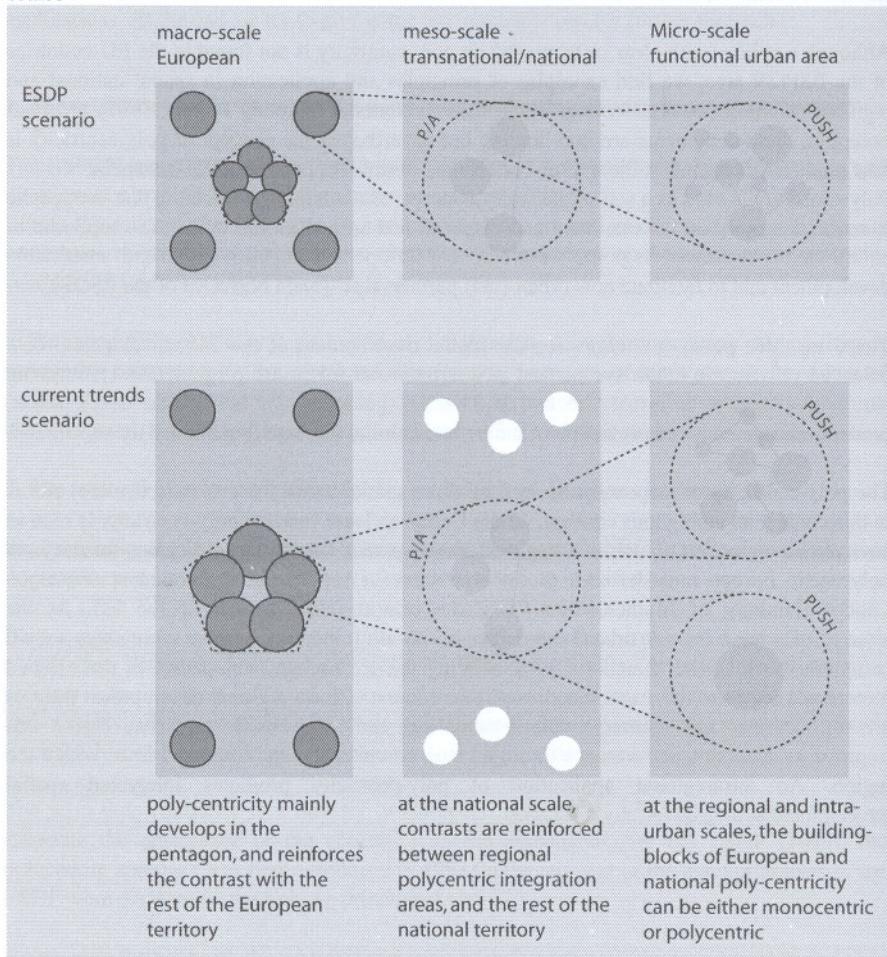 macro-scale
European
meso-scale
transnational/national
Micro-scale
functional urban area
ESDP
scenario
P/A
PUSH
current trends
scenario
P/A
PUSH
PUSH
poly-centricity mainly
develops in the
pentagon, and reinforces
the contrast with the
rest of the European
territory
at the national scale,
contrasts are reinforced
between regional
polycentric integration
areas, and the rest of the
national territory
at the regional and intra-
urban scales, the building-
blocks of European and
national poly-centricity
can be either monocentric
or polycentric